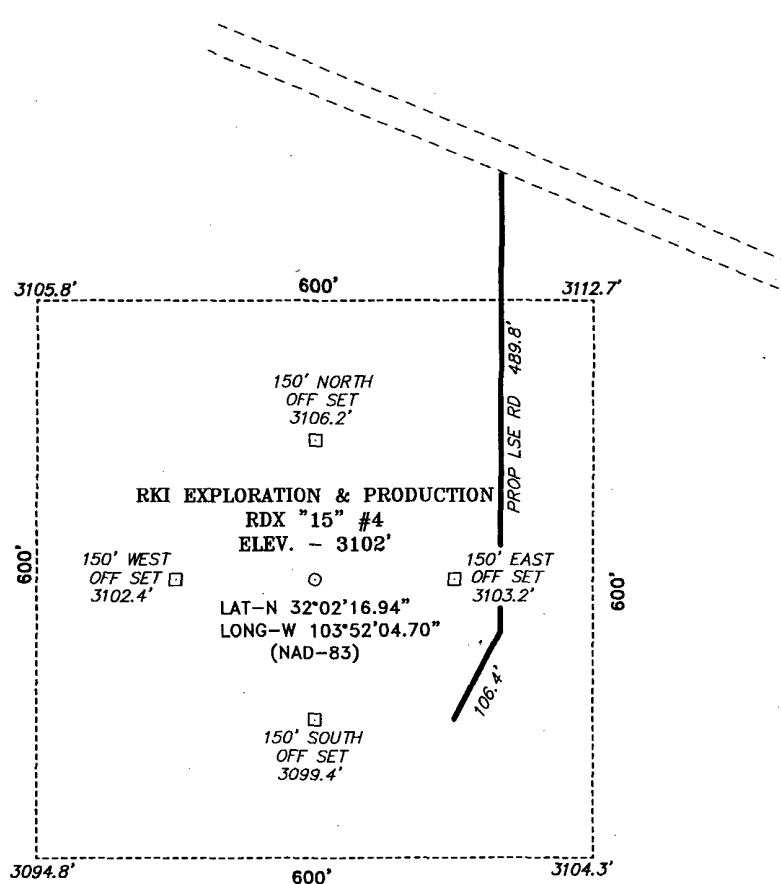 3105.8'
600'
3112.7'
489.8'
PROP LSE RD
150' NORTH
OFF SET
3106.2'
RKI EXPLORATION & PRODUCTION
RDX "15" #4
ELEV. - 3102'
600'
150' WEST
OFF SET
3102.4'
150' EAST
OFF SET
3103.2'
600'
LAT-N 32°02'16.94"
LONG-W 103°52'04.70"
(NAD-83)
106.4'
150' SOUTH
OFF SET
3099.4'
3094.8'
600'
3104.3'